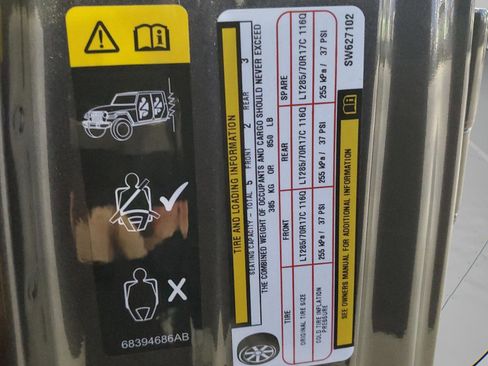 TIRE AND LOADING INFORMATION
SEATING CAPACITY - TOTAL 5 FRONT 2 REAR 3
THE COMBINED WEIGHT OF OCCUPANTS AND CARGO SHOULD NEVER EXCEED
385 KG OR 850 LB
TIRE FRONT REAR SPARE
ORIGINAL TIRE SIZE LT285/70R17C 116Q LT285/70R17C 116Q LT285/70R17C 116Q
COLD TIRE INFLATION PRESSURE 255 kPa / 37 PSI 255 kPa / 37 PSI 255 kPa / 37 PSI
SEE OWNERS MANUAL FOR ADDITIONAL INFORMATION
SW627102
68394686AB